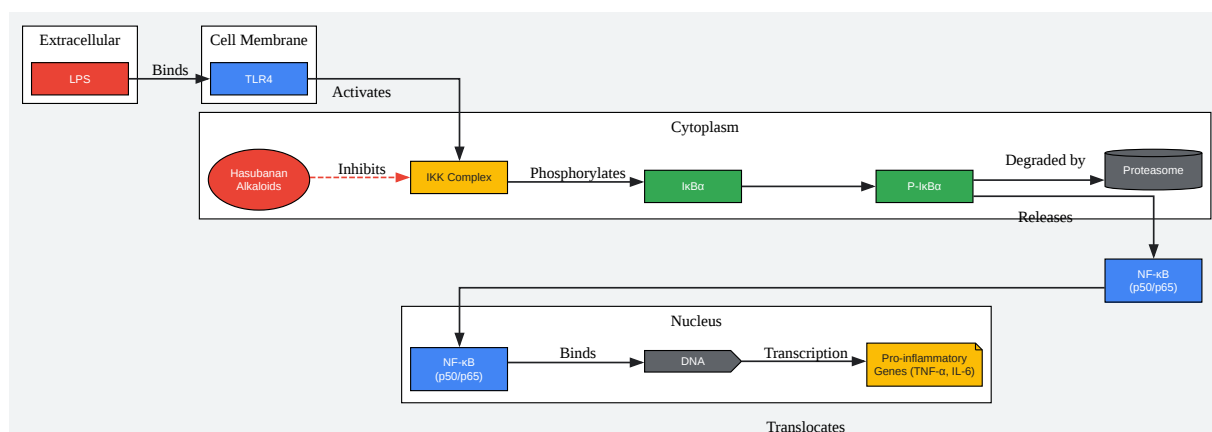 Extracellular
Cell Membrane
LPS
Binds
TLR4
Activates
Cytoplasm
Hasubanan
Alkaloids
Inhibits
IKK Complex
Phosphorylates
IκBα
P-IκBα
Degraded by
Proteasome
Releases
NF-κB
(p50/p65)
Nucleus
NF-κB
(p50/p65)
Binds
DNA
Transcription
Pro-inflammatory
Genes (TNF-α, IL-6)
Translocates